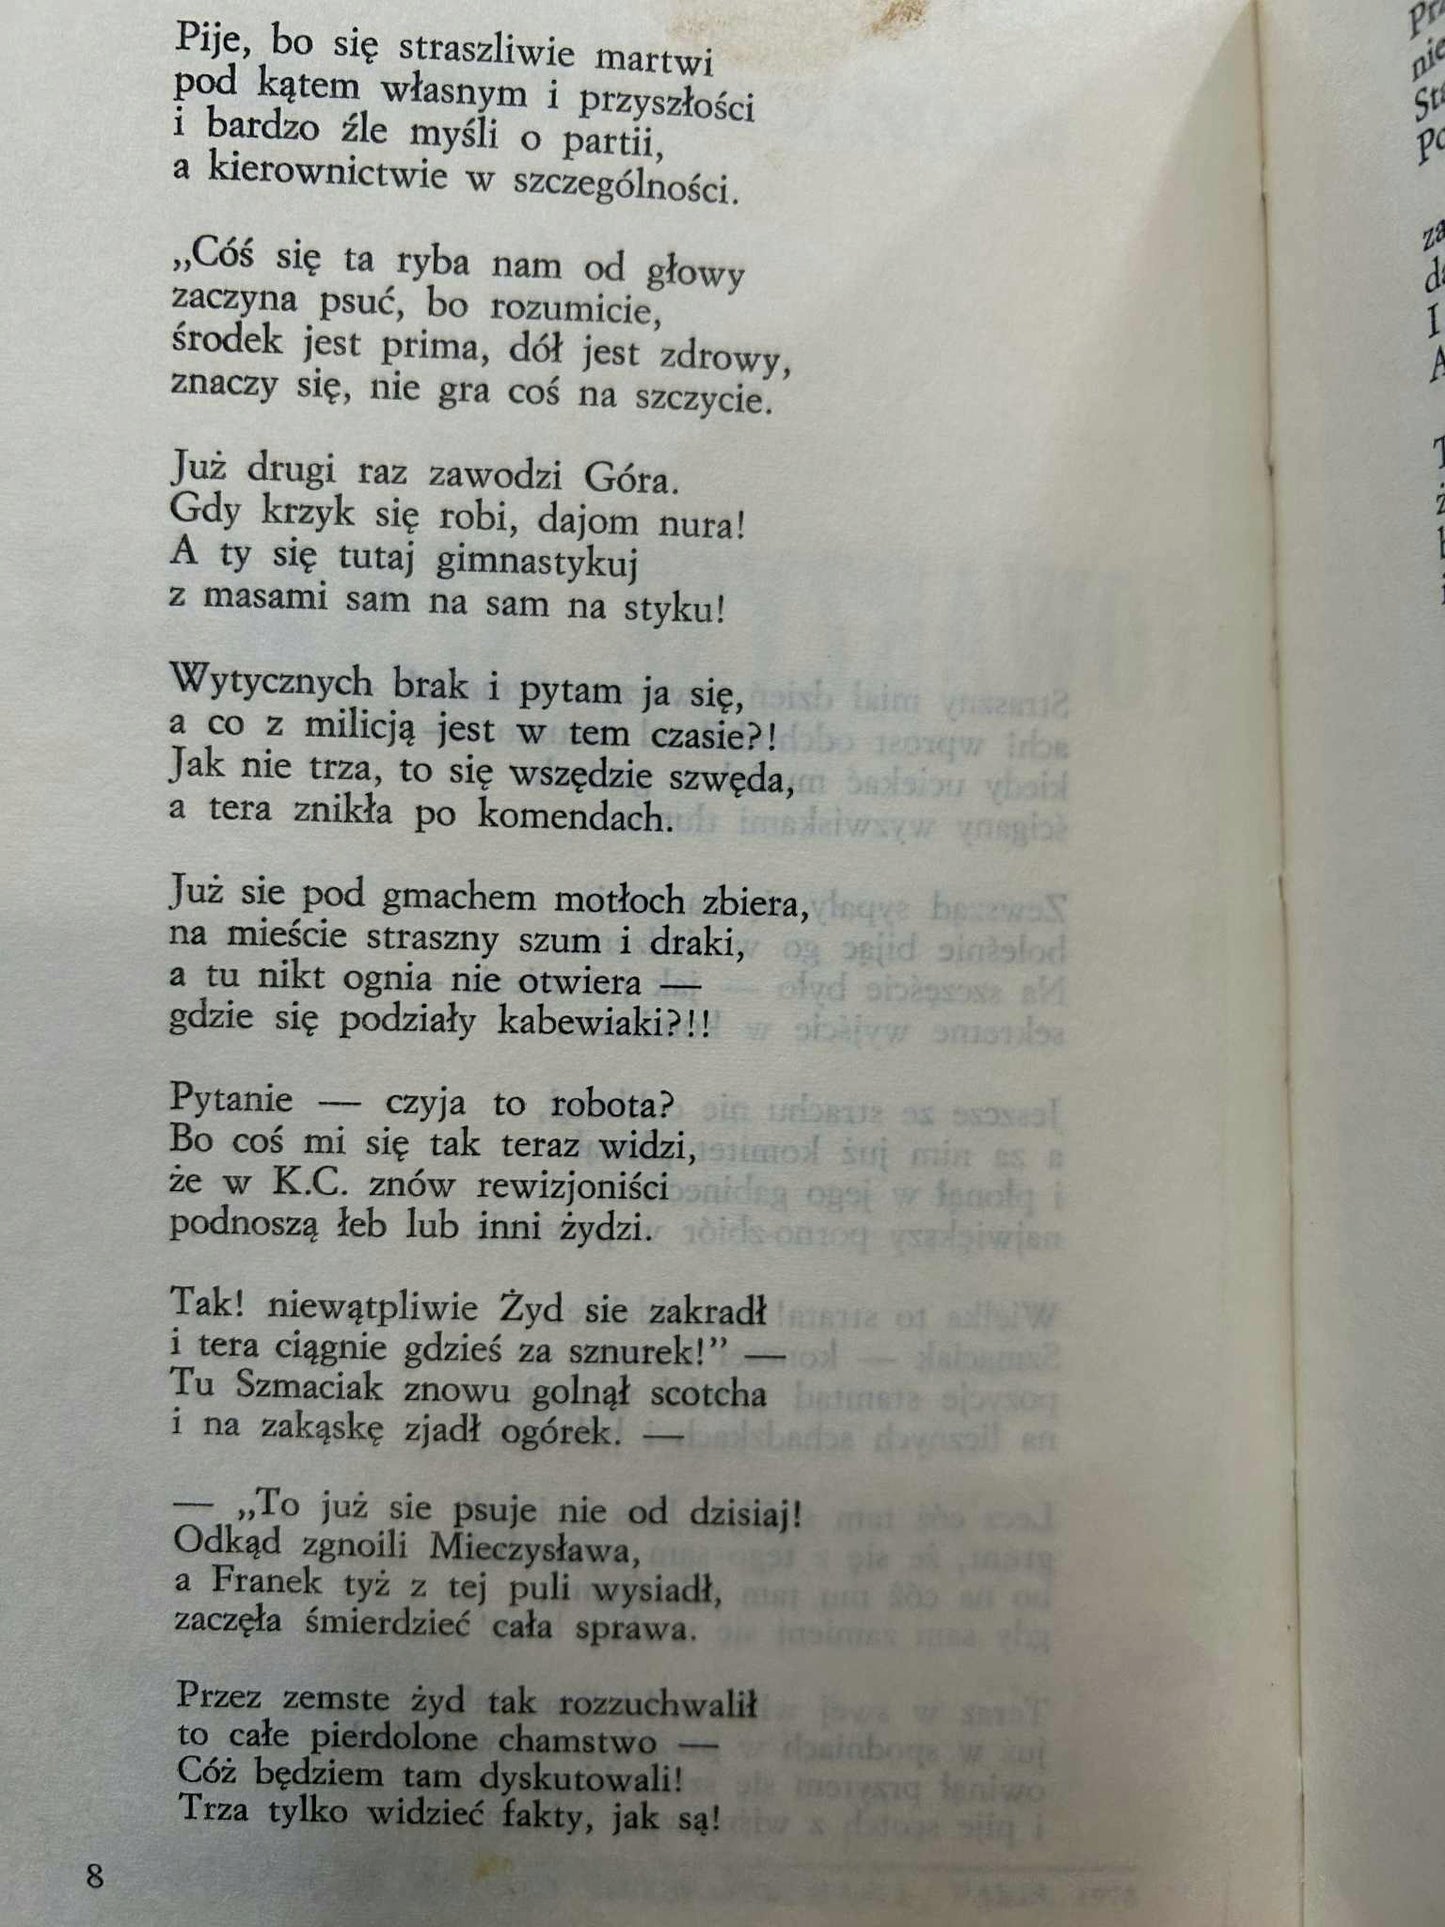 Pije, bo się straszliwie martwi
pod kątem własnym i przyszłości
i bardzo źle myśli o partii,
a kierownictwie w szczególności.

„Cóś się ta ryba nam od głowy
zaczyna psuć, bo rozumicie,
środek jest prima, dół jest zdrowy,
znaczy się, nie gra coś na szczycie.

Już drugi raz zawodzi Góra.
Gdy krzyk się robi, dajom nura!
A ty się tutaj gimnastykuj
z masami sam na sam na styku!

Wytycznych brak i pytam ja się,
a co z milicją jest w tem czasie?!
Jak nie trza, to się wszędzie szwęda,
a tera znikła po komendach.

Już sie pod gmachem motłoch zbiera,
na mieście straszny szum i draki,
a tu nikt ognia nie otwiera —
gdzie się podziały kabewiaki?!!

Pytanie — czyja to robota?
Bo coś mi się tak teraz widzi,
że w K.C. znów rewizjoniści
podnoszą łeb lub inni żydzi.

Tak! niewątpliwie Żyd sie zakradł
i tera ciągnie gdzieś za sznurek!” —
Tu Szmaciak znowu golnął scotcha
i na zakąskę zjadł ogórek. —

— „To już sie psuje nie od dzisiaj!
Odkąd zgnoili Mieczysława,
a Franek tyż z tej puli wysiadł,
zaczęła śmierdzieć cała sprawa.

Przez zemste żyd tak rozzuchwalił
to całe pierdolone chamstwo —
Cóż będziem tam dyskutowali!
Trza tylko widzieć fakty, jak są!
8